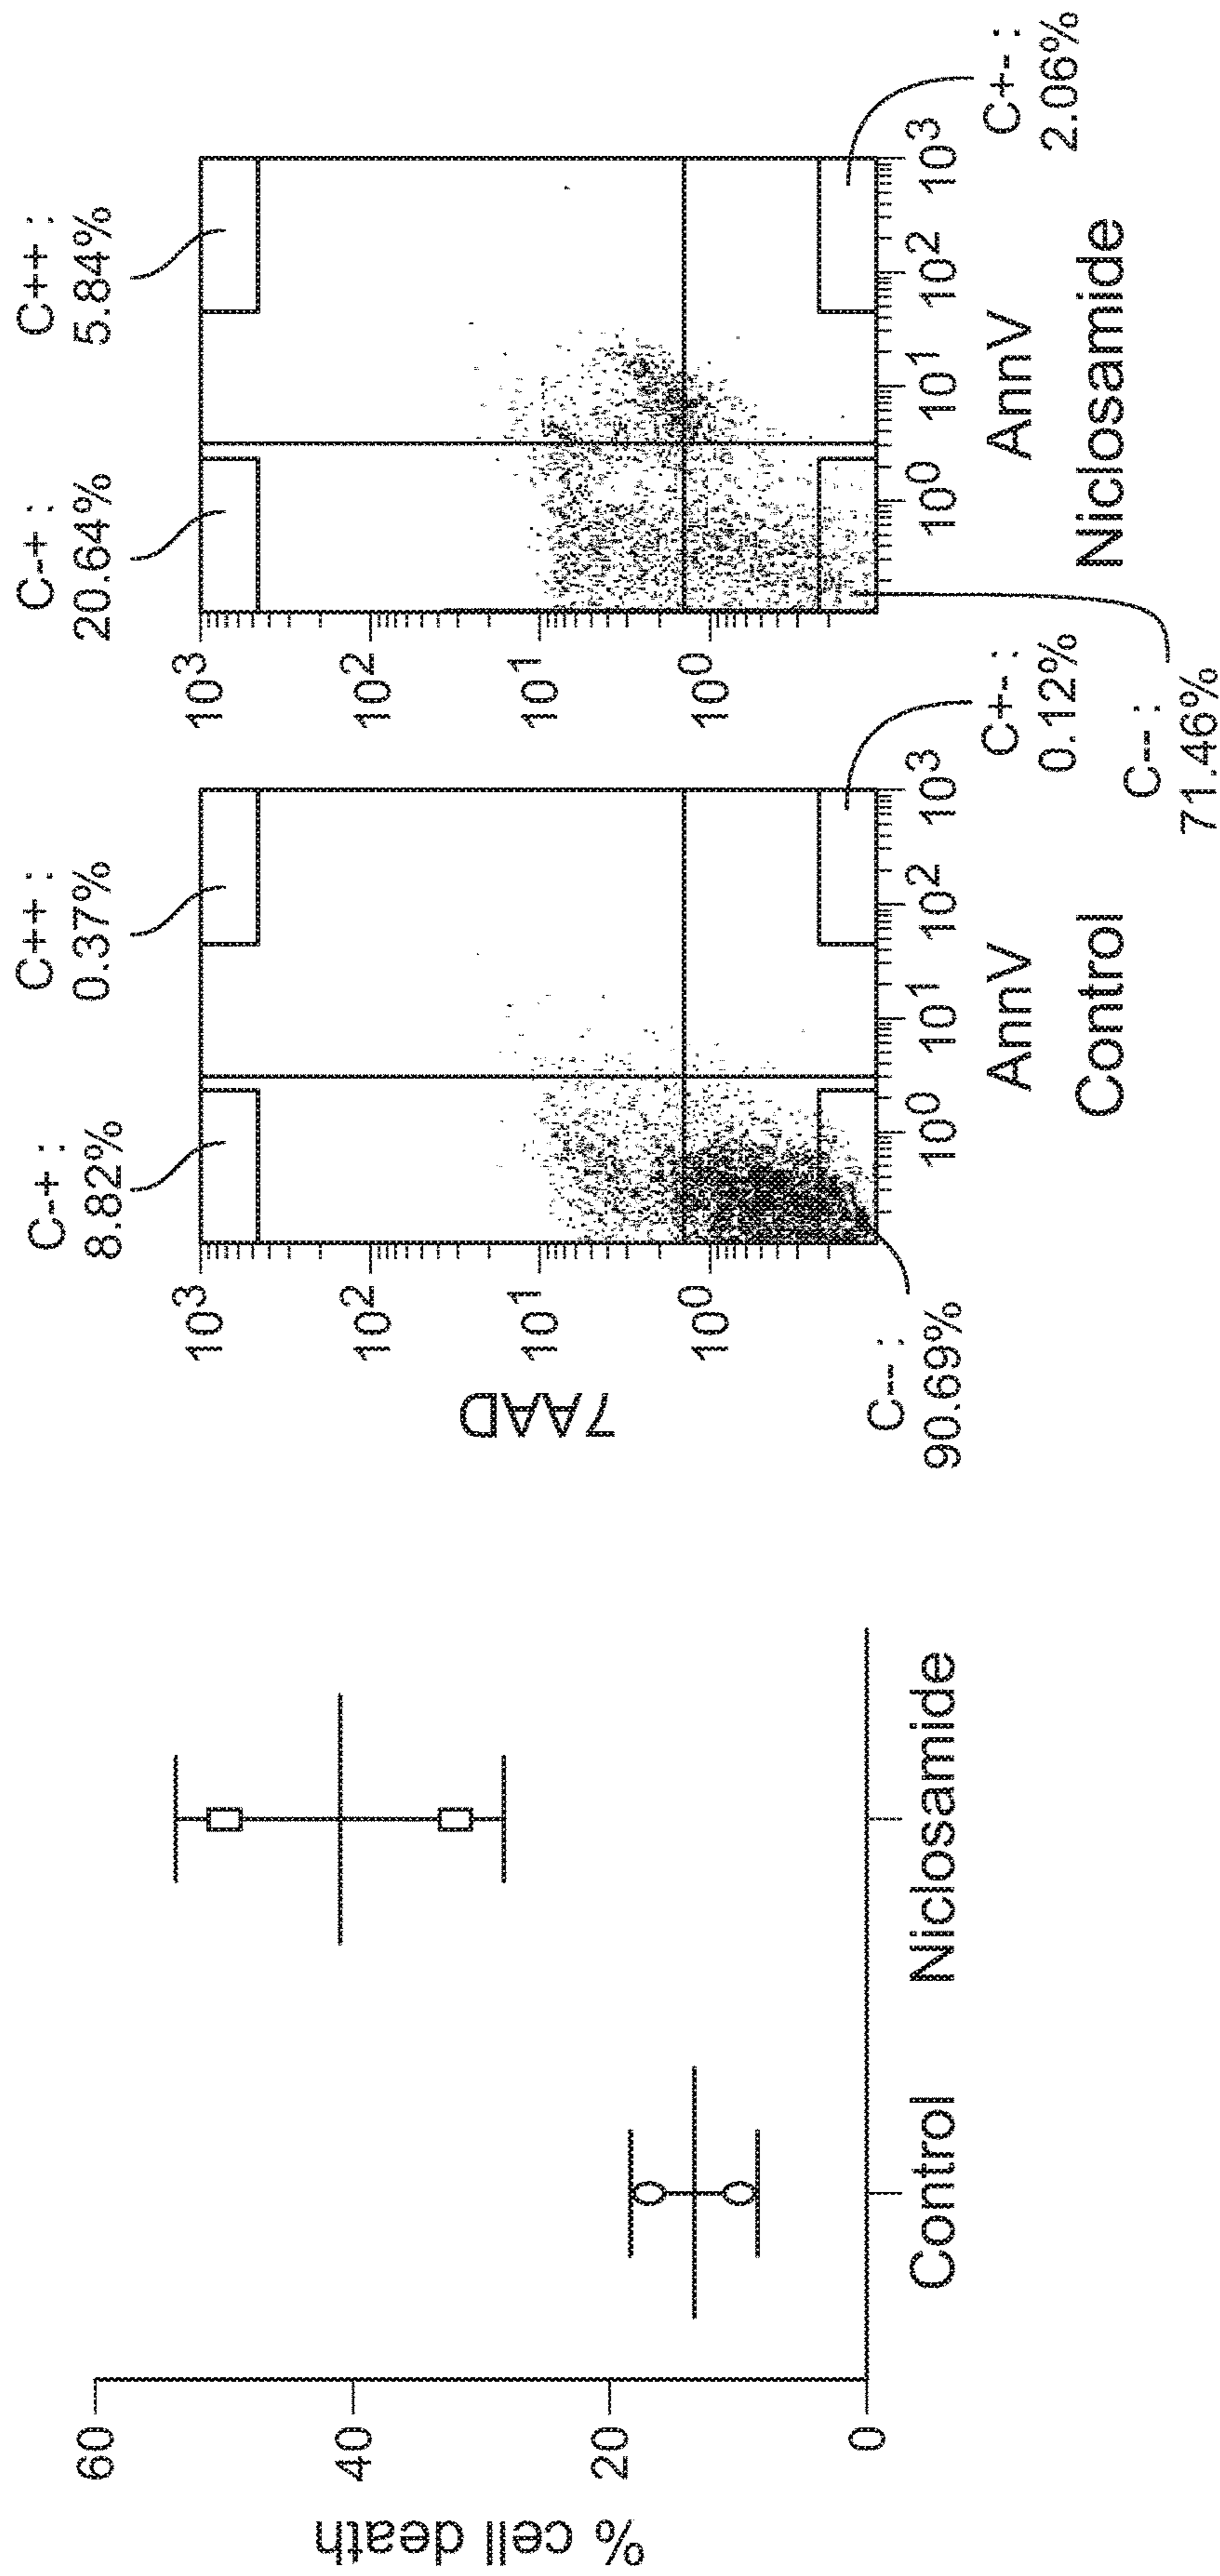 % cell death
60
40
20
0
Control
Niclosamide
C-+ :
8.82%
C++ :
0.37%
7AAD
10³
10²
10¹
10⁰
10⁰
10¹
10²
10³
C-- :
90.69%
C+- :
0.12%
AnnV
Control
C-+ :
20.64%
C++ :
5.84%
10³
10²
10¹
10⁰
10⁰
10¹
10²
10³
C-- :
71.46%
C+- :
2.06%
AnnV
Niclosamide